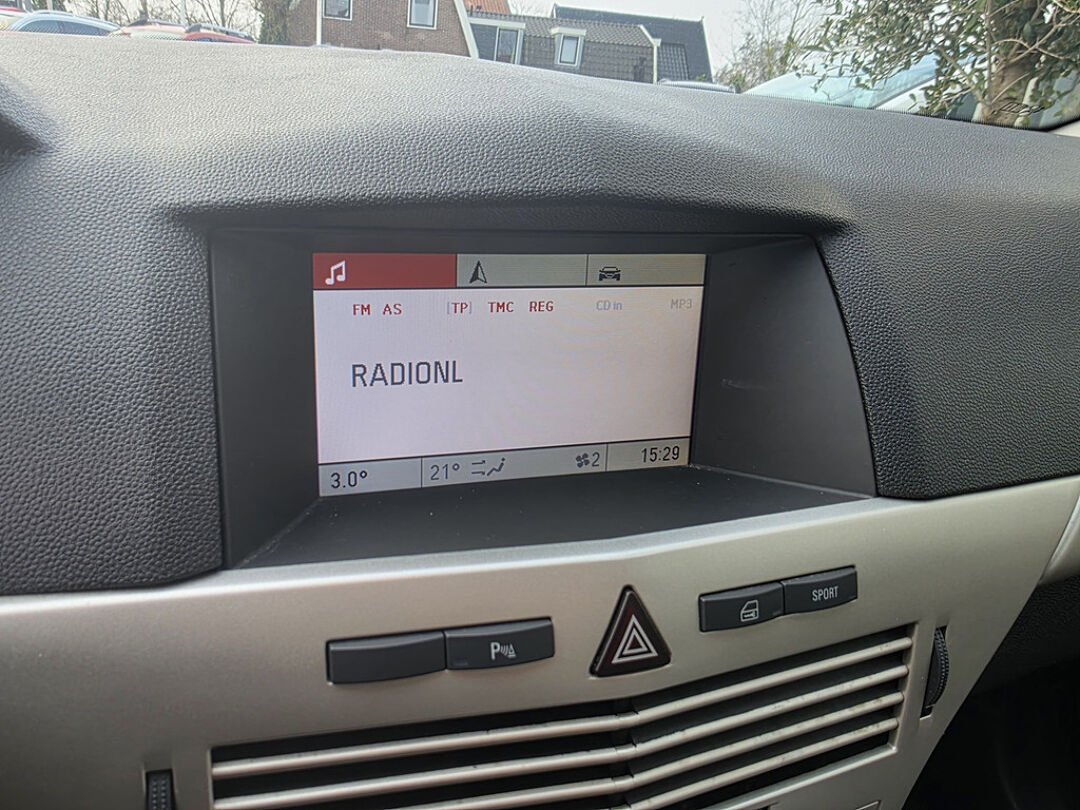 FM AS [TP] TMC REG CD in MP3
RADIONL
3.0° 21° 2 15:29
P
SPORT